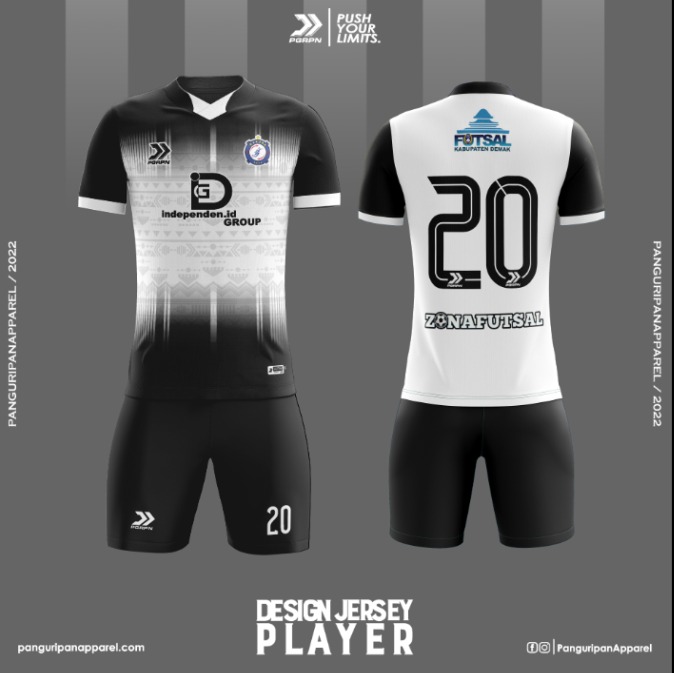 PGRPN
PUSH
YOUR
LIMITS.
PGRPN
iGD
independen.id
GROUP
FUTSAL
KABUPATEN DEMAK
20
PGRPN
PGRPN
ZONAFUTSAL
PANGURIPANAPPAREL / 2022
PANGURIPANAPPAREL / 2022
PGRPN
20
DESIGN JERSEY
PLAYER
panguripanapparel.com
PanguripanApparel